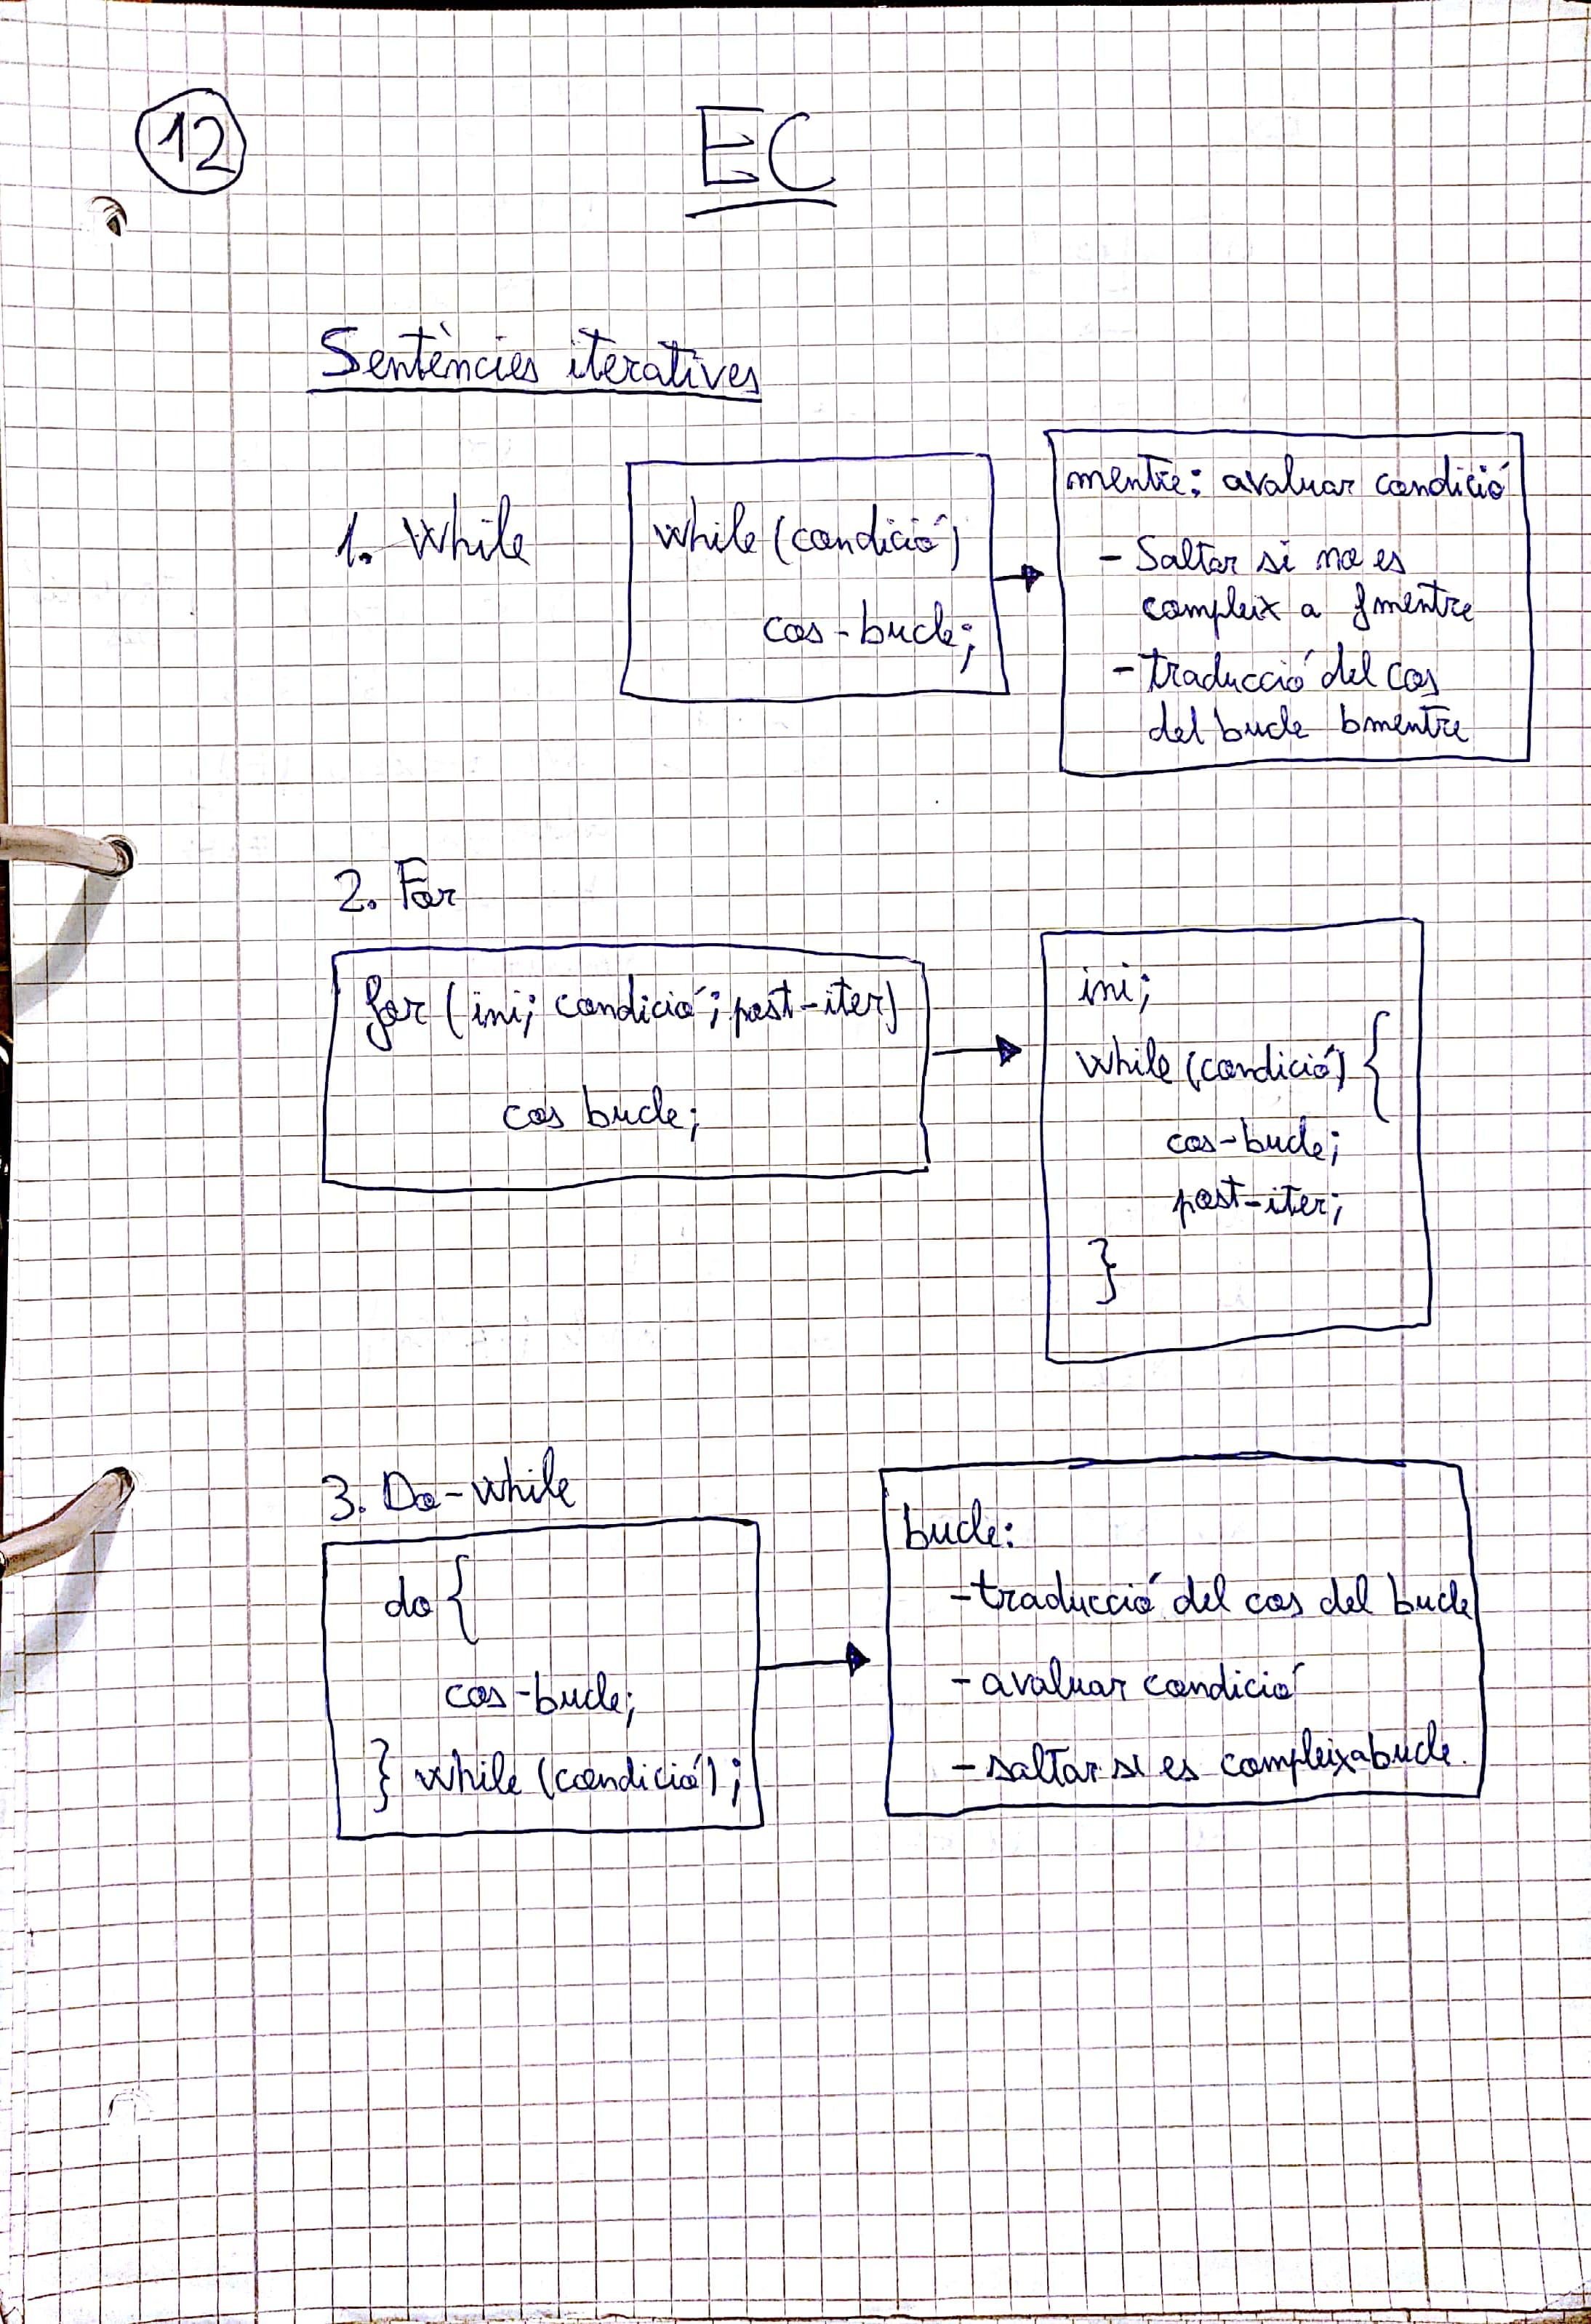 12
EC
Sentències iteratives
1. While
while (condició)
cos-bucle;
mentre: avaluar condició
- Saltar si no es
compleix a fmentre
- traducció del cos
del bucle bmentre
2. For
for (ini; condició; post-iter)
cos bucle;
ini;
while (condició) {
cos-bucle;
post-iter;
}
3. Do-while
do {
cos-bucle;
} while (condició);
bucle:
- traducció del cos del bucle
- avaluar condició
- saltar si es compleix a bucle.